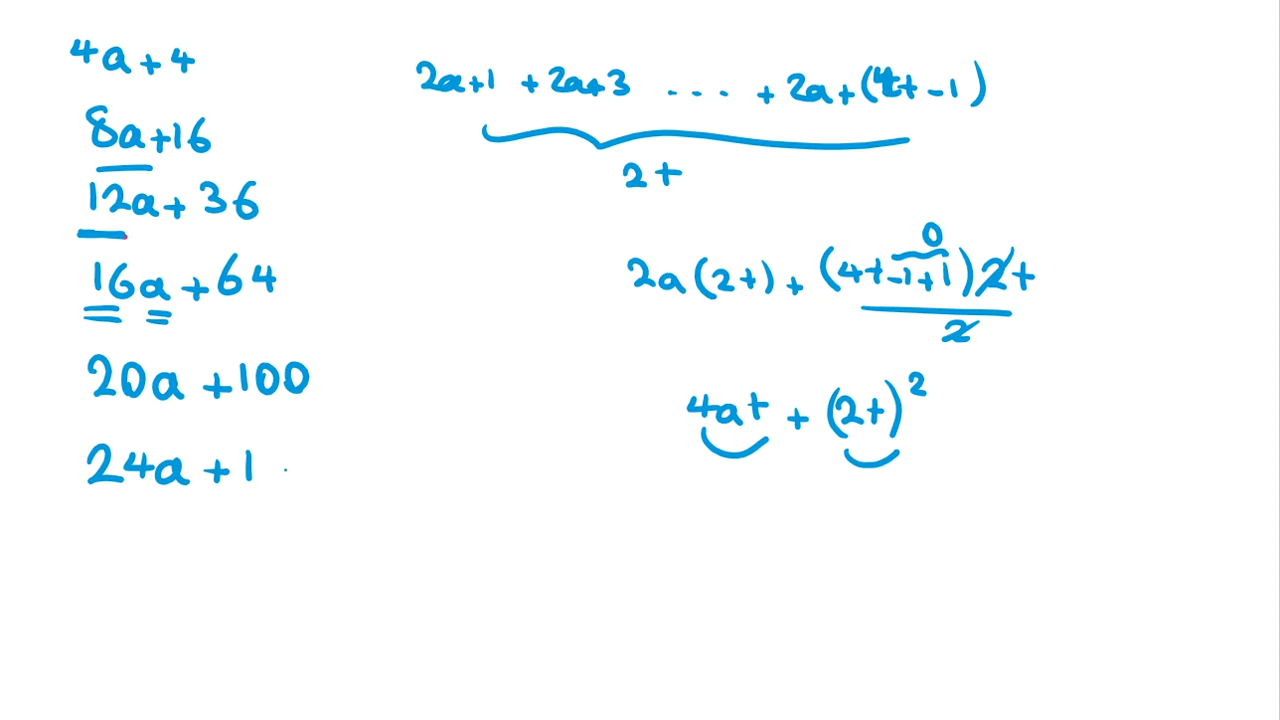 4a+4
8a+16
12a+36
16a+64
20a+100
24a+1
2a+1 +2a+3 ... +2a+(4t-1)
2t
0
2a(2t)+(4t-1+1)2t
2
4at+(2t)²